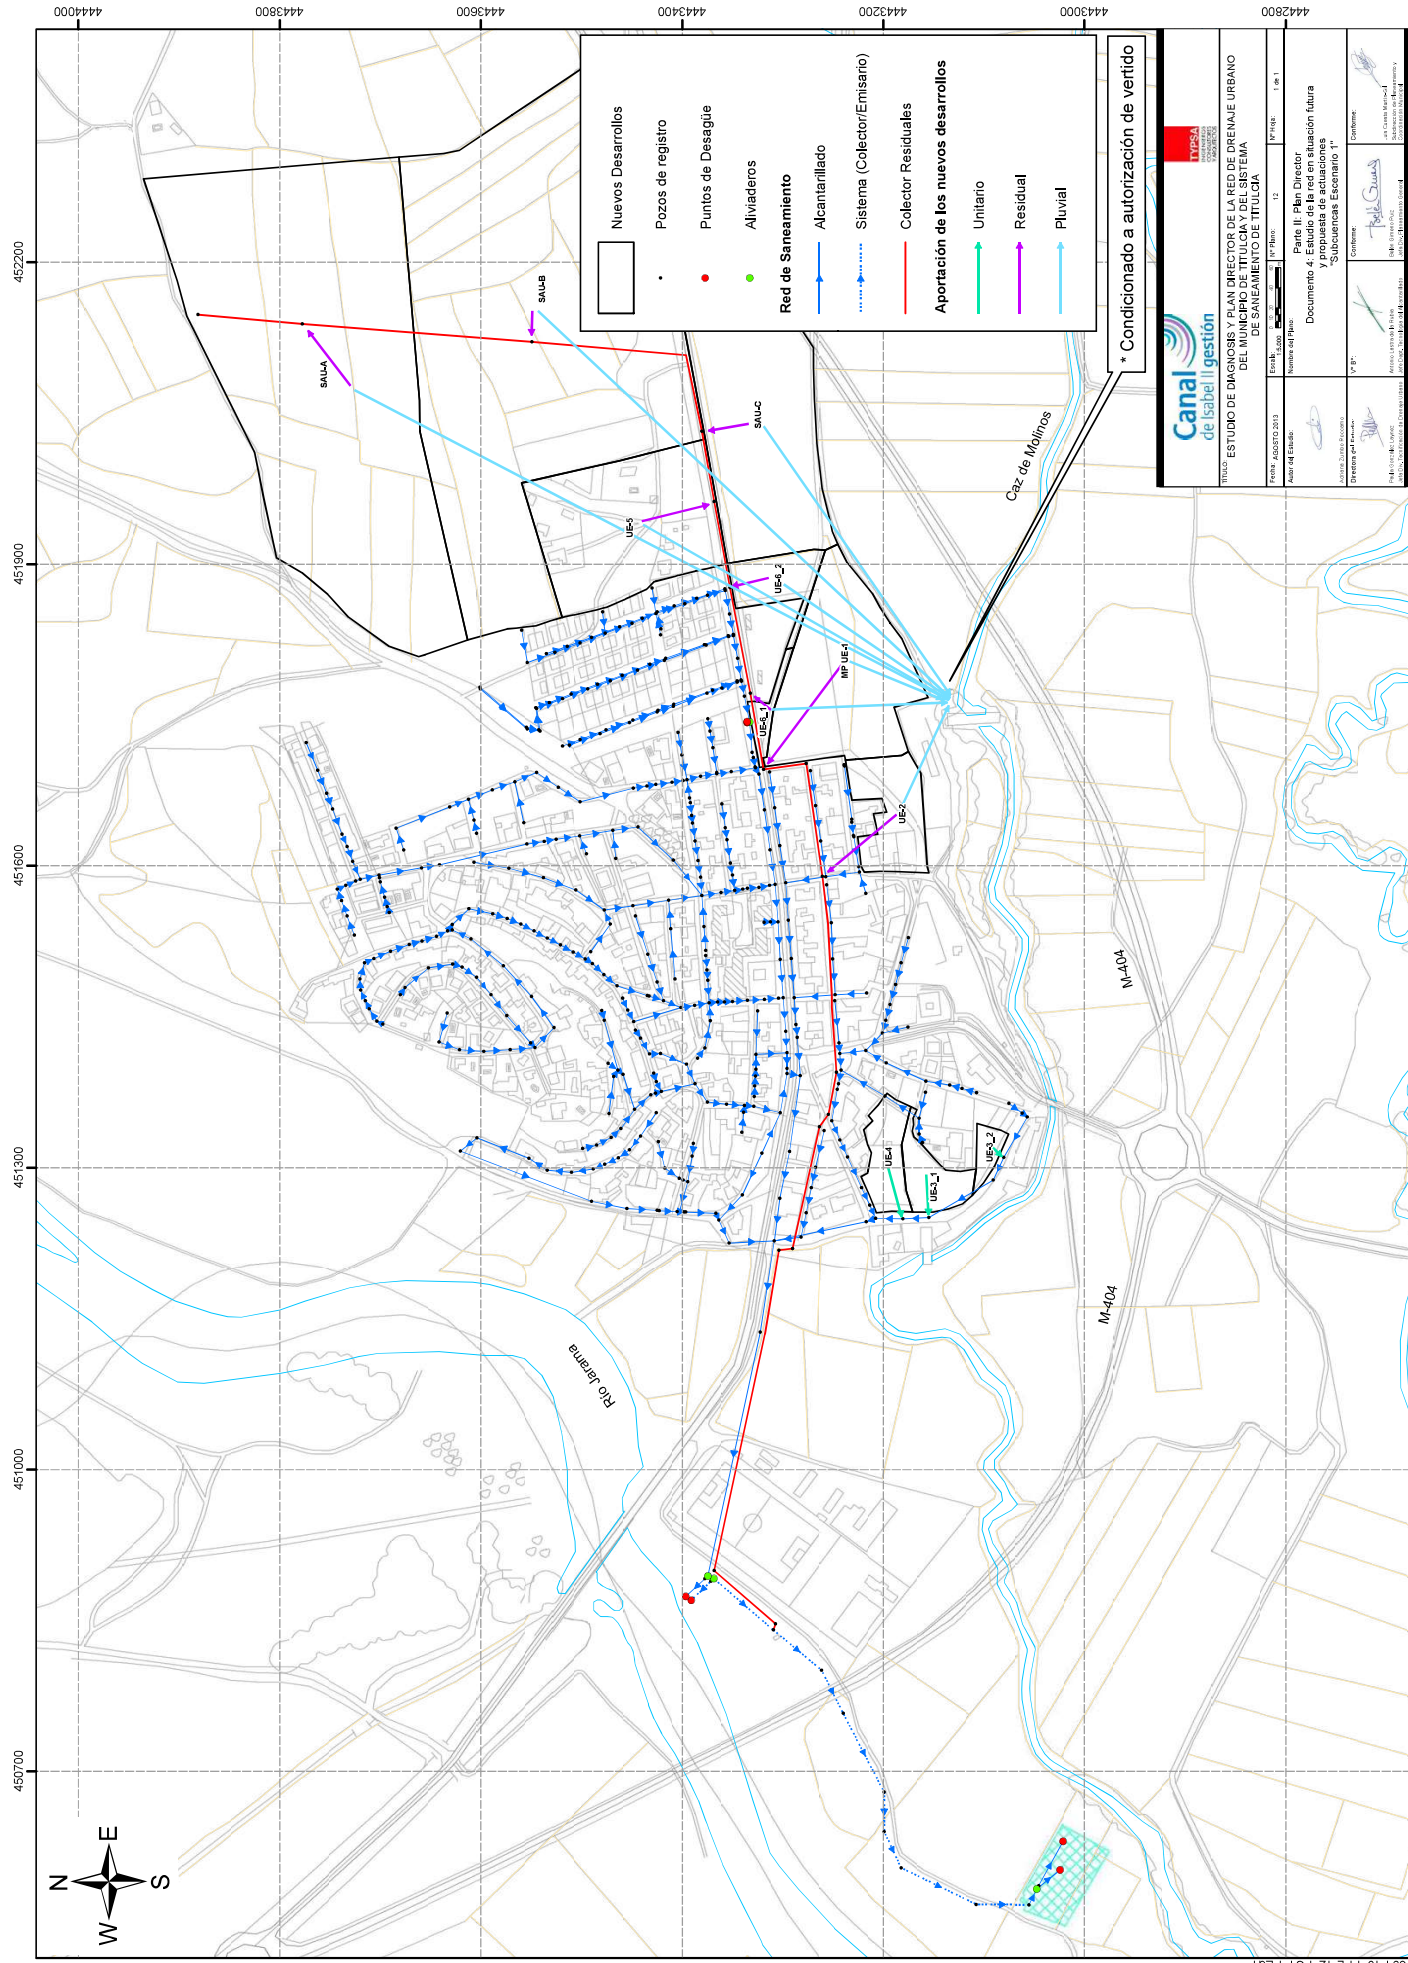 4444000
4443800
4443600
4443400
4443200
4443000
4442800
452200
451900
451600
451300
451000
450700
N
W
E
S
Nuevos Desarrollos
Pozos de registro
Puntos de Desagüe
Aliviaderos
Red de Saneamiento
Alcantarillado
Sistema (Colector/Emisario)
Colector Residuales
Aportación de los nuevos desarrollos
Unitario
Residual
Pluvial
* Condicionado a autorización de vertido
SAU-A
SAU-B
SAU-C
UE-5
UE-6_2
MP UE-1
UE-6_1
UE-2
UE-4
UE-3_1
UE-3_2
Caz de Molinos
M-404
M-404
Río Jarama
Canal
de Isabel II gestión
TYPSA
TÍTULO:
ESTUDIO DE DIAGNOSIS Y PLAN DIRECTOR DE LA RED DE DRENAJE URBANO
DEL MUNICIPIO DE TITULCIA Y DEL SISTEMA
DE SANEAMIENTO DE TITULCIA
Fecha: AGOSTO 2013
Escala: 1:5.000
Nº Plano: 12
Nº Hoja: 1 de 1
Autor del Estudio:
Nombre del Plano:
Parte II: Plan Director
Documento 4: Estudio de la red en situación futura
y propuesta de actuaciones
"Subcuencas Escenario 1"
Directora del Estudio:
Vº Bº:
Conforme:
Conforme: